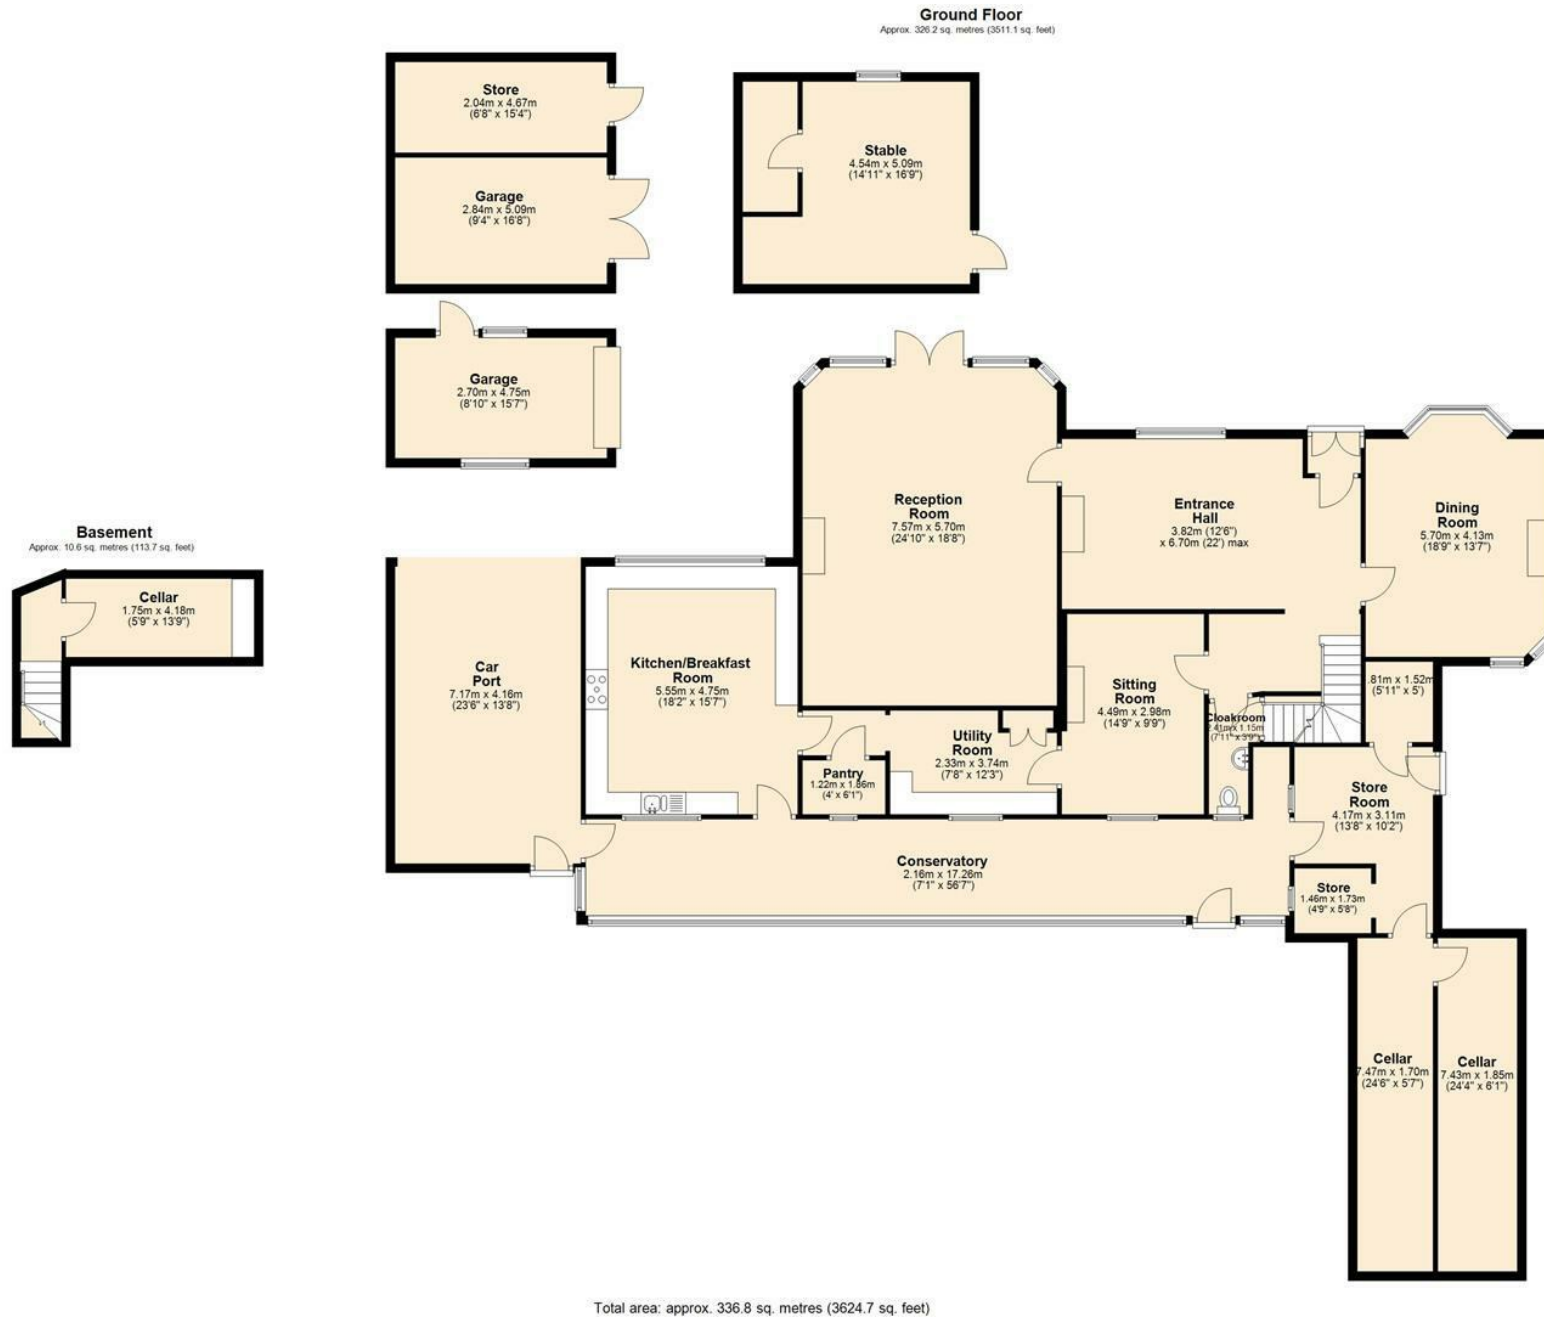 Ground Floor
Approx. 326.2 sq. metres (3511.1 sq. feet)
Store
2.04m x 4.67m
(6'8" x 15'4")
Stable
4.54m x 5.09m
(14'11" x 16'9")
Garage
2.84m x 5.09m
(9'4" x 16'8")
Garage
2.70m x 4.75m
(8'10" x 15'7")
Reception
Room
7.57m x 5.70m
(24'10" x 18'8")
Entrance
Hall
3.82m (12'6")
x 6.70m (22') max
Dining
Room
5.70m x 4.13m
(18'9" x 13'7")
Basement
Approx. 10.6 sq. metres (113.7 sq. feet)
Cellar
1.75m x 4.18m
(5'9" x 13'9")
Car
Port
7.17m x 4.16m
(23'6" x 13'8")
Kitchen/Breakfast
Room
5.55m x 4.75m
(18'2" x 15'7")
Sitting
Room
4.49m x 2.98m
(14'9" x 9'9")
.81m x 1.52m
(5'11" x 5')
Cloakroom
2.41m x 1.15m
(7'11" x 3'9")
Utility
Room
2.33m x 3.74m
(7'8" x 12'3")
Pantry
1.22m x 1.86m
(4' x 6'1")
Store
Room
4.17m x 3.11m
(13'8" x 10'2")
Conservatory
2.16m x 17.26m
(7'1" x 56'7")
Store
1.46m x 1.73m
(4'9" x 5'8")
Cellar
7.47m x 1.70m
(24'6" x 5'7")
Cellar
7.43m x 1.85m
(24'4" x 6'1")
Total area: approx. 336.8 sq. metres (3624.7 sq. feet)